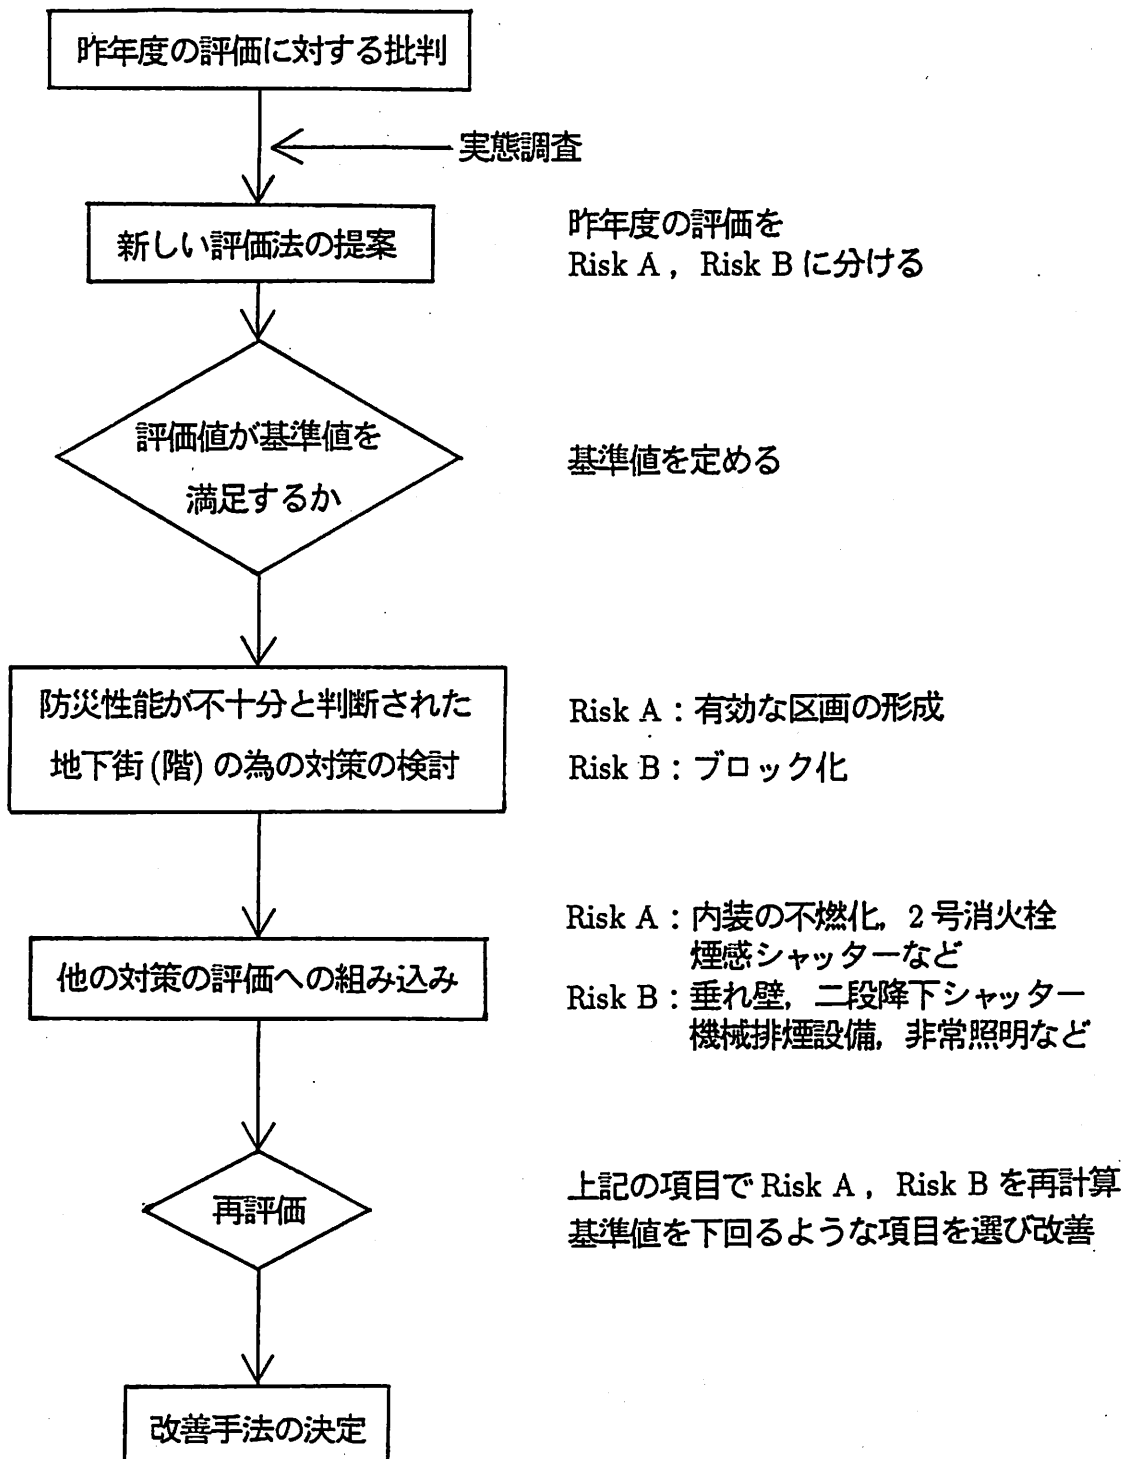 昨年度の評価に対する批判
実態調査
新しい評価法の提案
昨年度の評価を
Risk A , Risk B に分ける
評価値が基準値を
満足するか
基準値を定める
防災性能が不十分と判断された
地下街(階)の為の対策の検討
Risk A : 有効な区画の形成
Risk B : ブロック化
他の対策の評価への組み込み
Risk A : 内装の不燃化, 2号消火栓
煙感シャッターなど
Risk B : 垂れ壁, 二段降下シャッター
機械排煙設備, 非常照明など
再評価
上記の項目で Risk A , Risk B を再計算
基準値を下回るような項目を選び改善
改善手法の決定